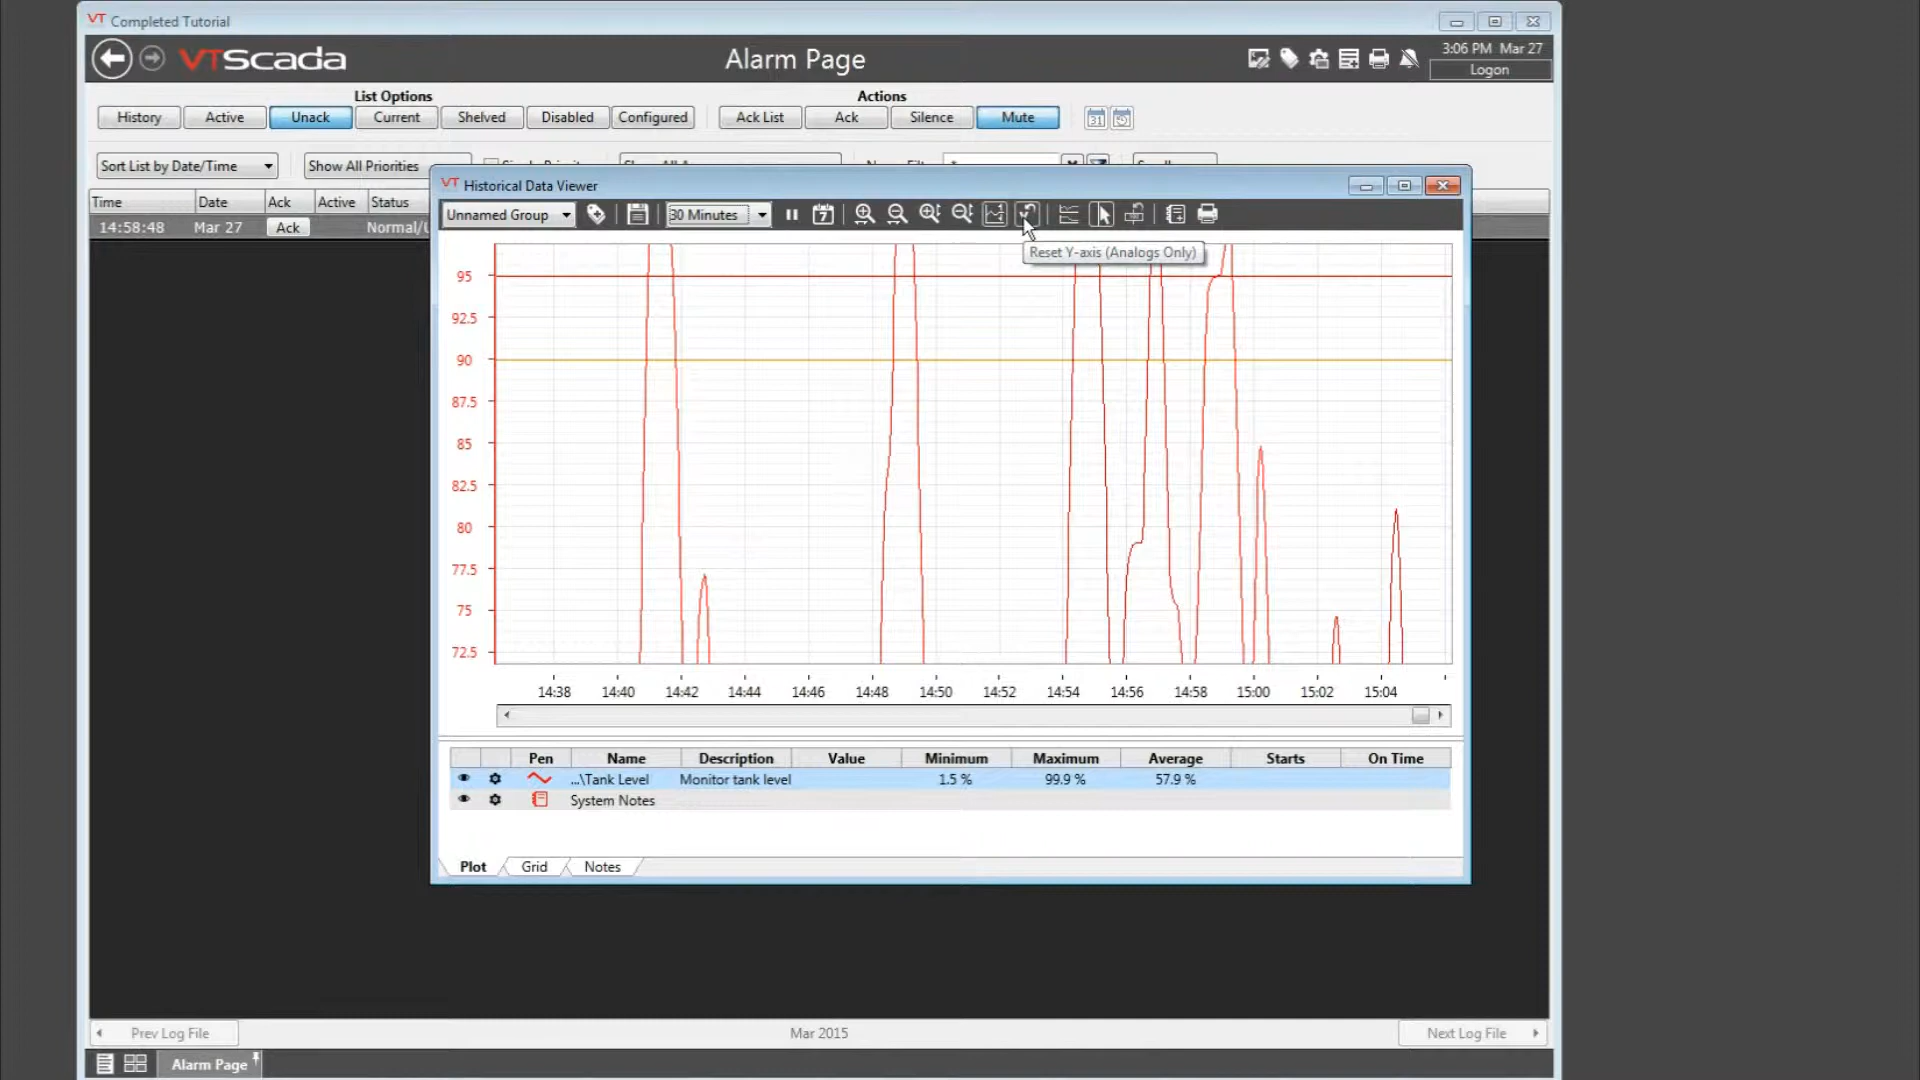 VT Completed Tutorial
VTScada
Alarm Page
3:06 PM Mar 27
Logon
List Options
Actions
History Active Unack Current Shelved Disabled Configured
Ack List Ack Silence Mute
31
Sort List by Date/Time
Show All Priorities
Time Date Ack Active Status
14:58:48 Mar 27 Ack
VT Historical Data Viewer
Unnamed Group
30 Minutes
7
Reset Y-axis (Analogs Only)
95
92.5
90
87.5
85
82.5
80
77.5
75
72.5
14:38 14:40 14:42 14:44 14:46 14:48 14:50 14:52 14:54 14:56 14:58 15:00 15:02 15:04
Pen Name Description Value Minimum Maximum Average Starts On Time
...\Tank Level Monitor tank level 1.5 % 99.9 % 57.9 %
System Notes
Plot Grid Notes
Prev Log File
Mar 2015
Next Log File
Alarm Page